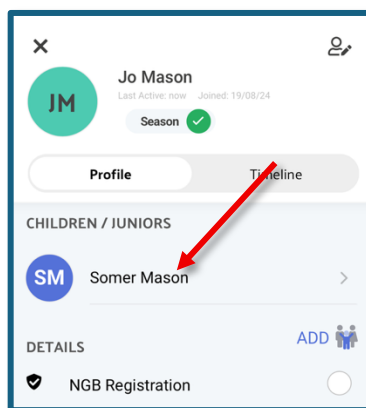 Jo Mason
JM
Last Active: now Joined: 19/08/24
Season
Profile Timeline
CHILDREN / JUNIORS
SM Somer Mason
ADD
DETAILS
NGB Registration